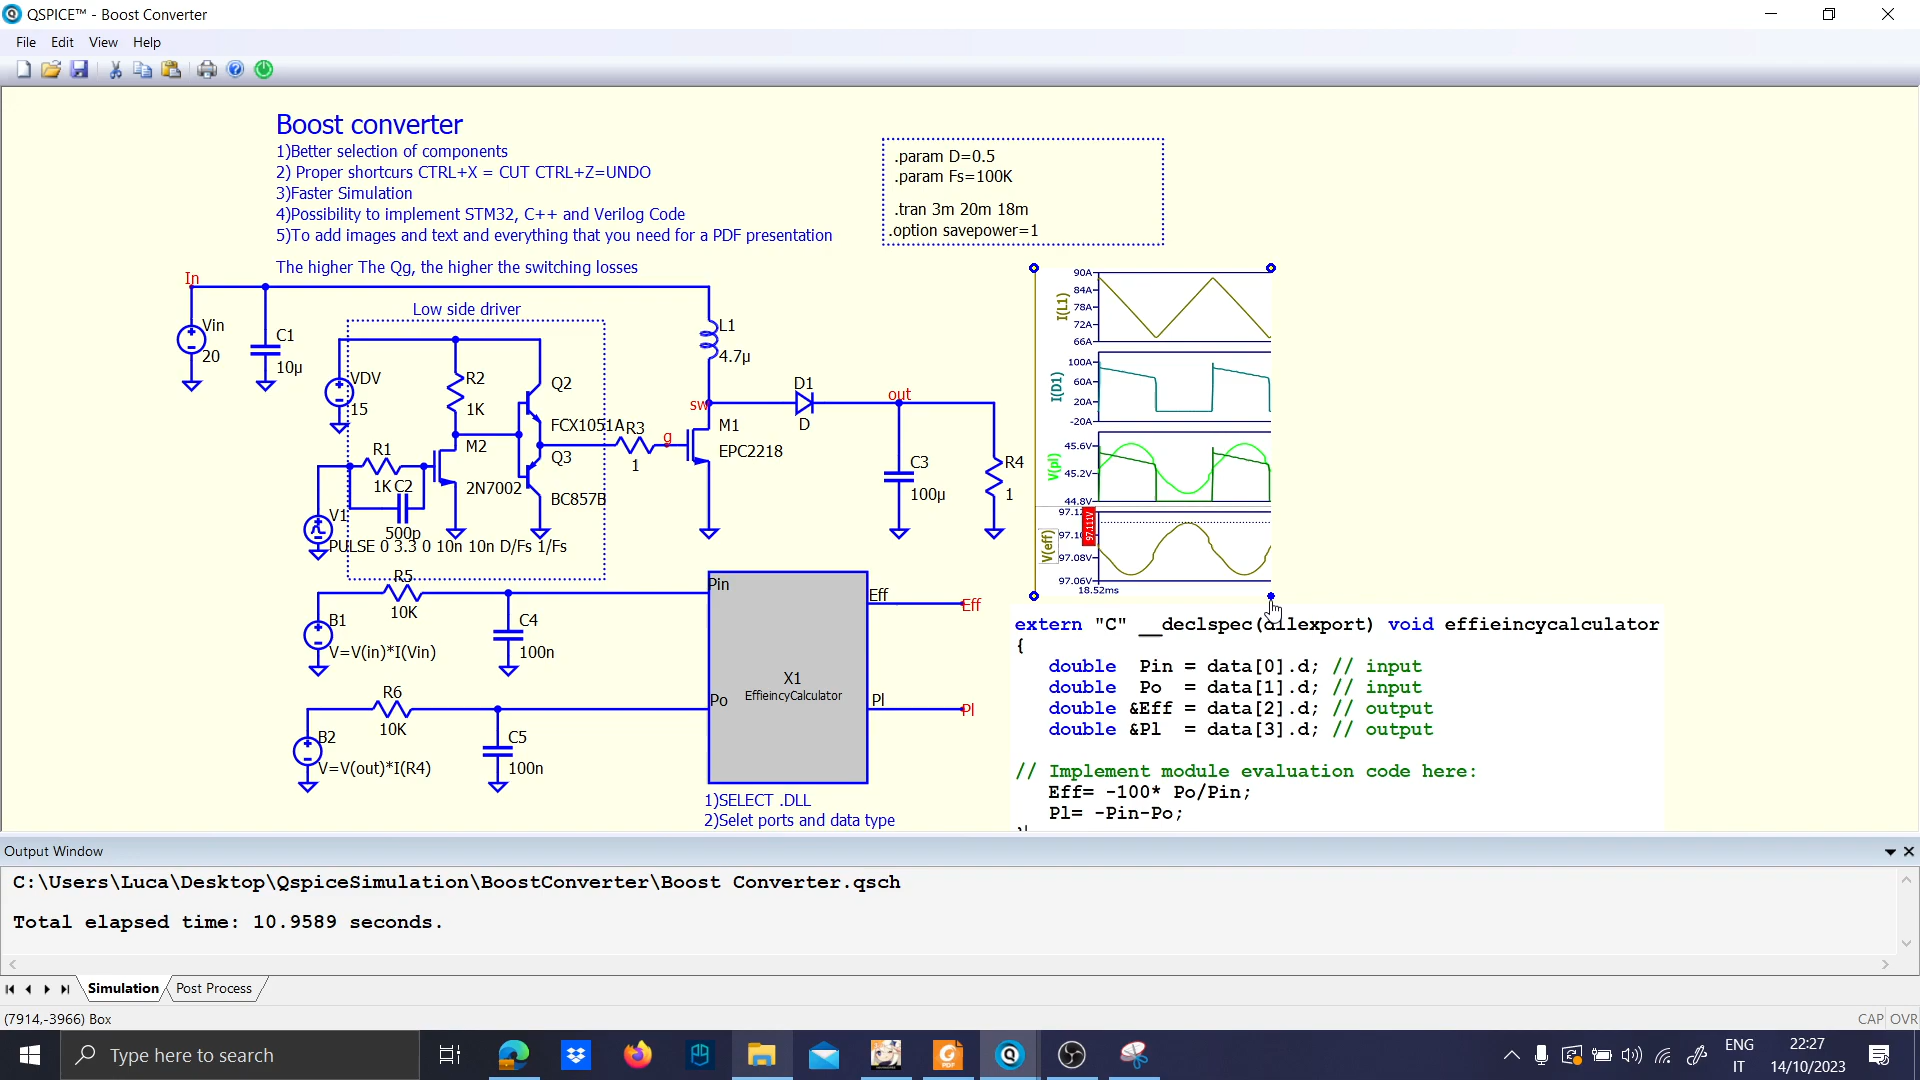 QSPICE™ - Boost Converter
File Edit View Help
Boost converter
1)Better selection of components
2) Proper shortcurs CTRL+X = CUT CTRL+Z=UNDO
3)Faster Simulation
4)Possibility to implement STM32, C++ and Verilog Code
5)To add images and text and everything that you need for a PDF presentation
The higher The Qg, the higher the switching losses
.param D=0.5
.param Fs=100K
.tran 3m 20m 18m
.option savepower=1
In
Vin
20
C1
10µ
Low side driver
VDV
15
R2
1K
Q2
FCX1051A
R1
1K
C2
500p
M2
2N7002
Q3
BC857B
V1
PULSE 0 3.3 0 10n 10n D/Fs 1/Fs
R3
1
g
L1
4.7µ
sw
M1
EPC2218
D1
D
out
C3
100µ
R4
1
I(L1)
90A
84A
78A
72A
66A
I(D1)
100A
60A
20A
-20A
V(pl)
45.6V
45.2V
44.8V
V(eff)
97.12
97.111V
97.10
97.08V
97.06V
18.52ms
R5
10K
B1
V=V(in)*I(Vin)
C4
100n
R6
10K
B2
V=V(out)*I(R4)
C5
100n
Pin
Po
X1
EffieincyCalculator
Eff
Eff
Pl
Pl
1)SELECT .DLL
2)Selet ports and data type
extern "C" __declspec(dllexport) void effieincycalculator
{
double Pin = data[0].d; // input
double Po = data[1].d; // input
double &Eff = data[2].d; // output
double &Pl = data[3].d; // output
// Implement module evaluation code here:
Eff= -100* Po/Pin;
Pl= -Pin-Po;
}
Output Window
C:\Users\Luca\Desktop\QspiceSimulation\BoostConverter\Boost Converter.qsch
Total elapsed time: 10.9589 seconds.
Simulation Post Process
(7914,-3966) Box
CAP OVR
Type here to search
ENG
IT
22:27
14/10/2023